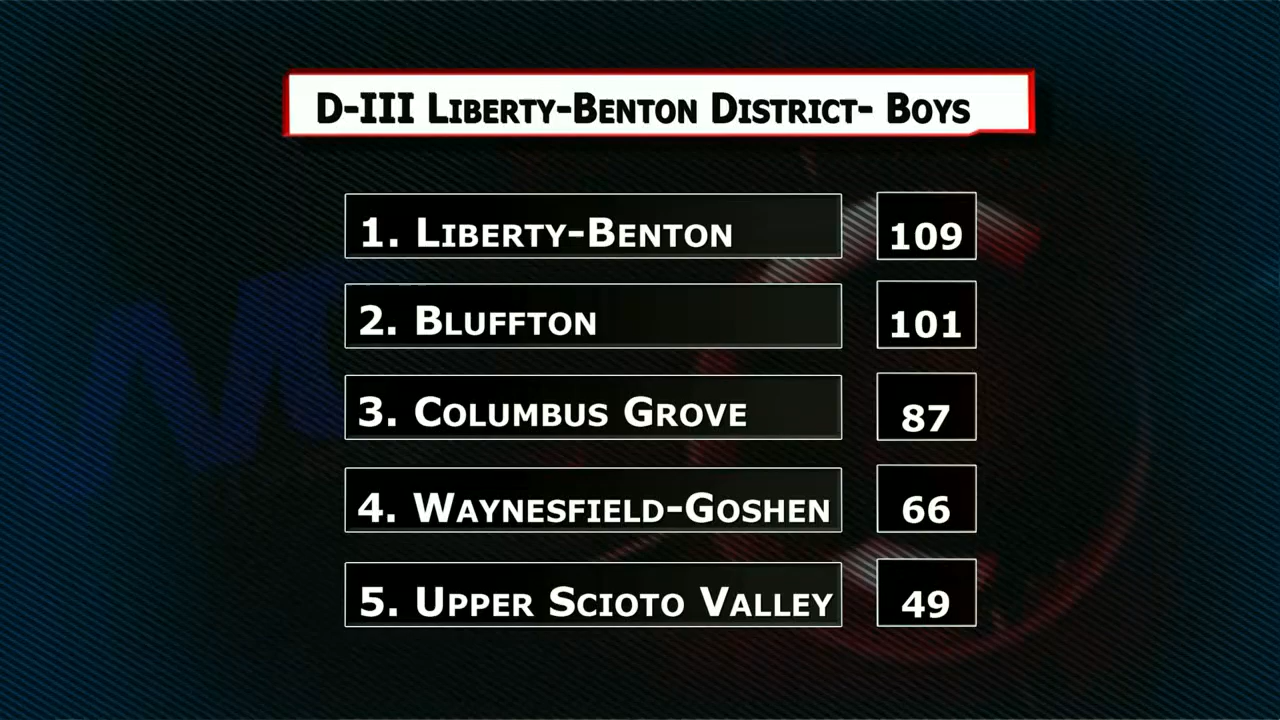 D-III Liberty-Benton District- Boys
1. Liberty-Benton 109
2. Bluffton 101
3. Columbus Grove 87
4. Waynesfield-Goshen 66
5. Upper Scioto Valley 49